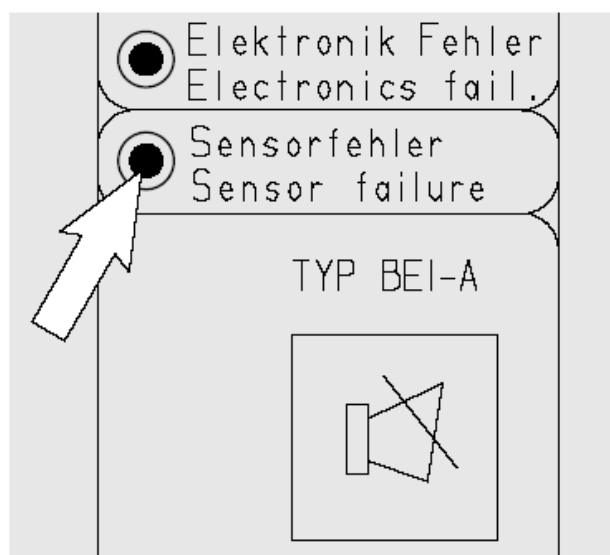 Elektronik Fehler
Electronics fail.
Sensorfehler
Sensor failure
TYP BEI-A